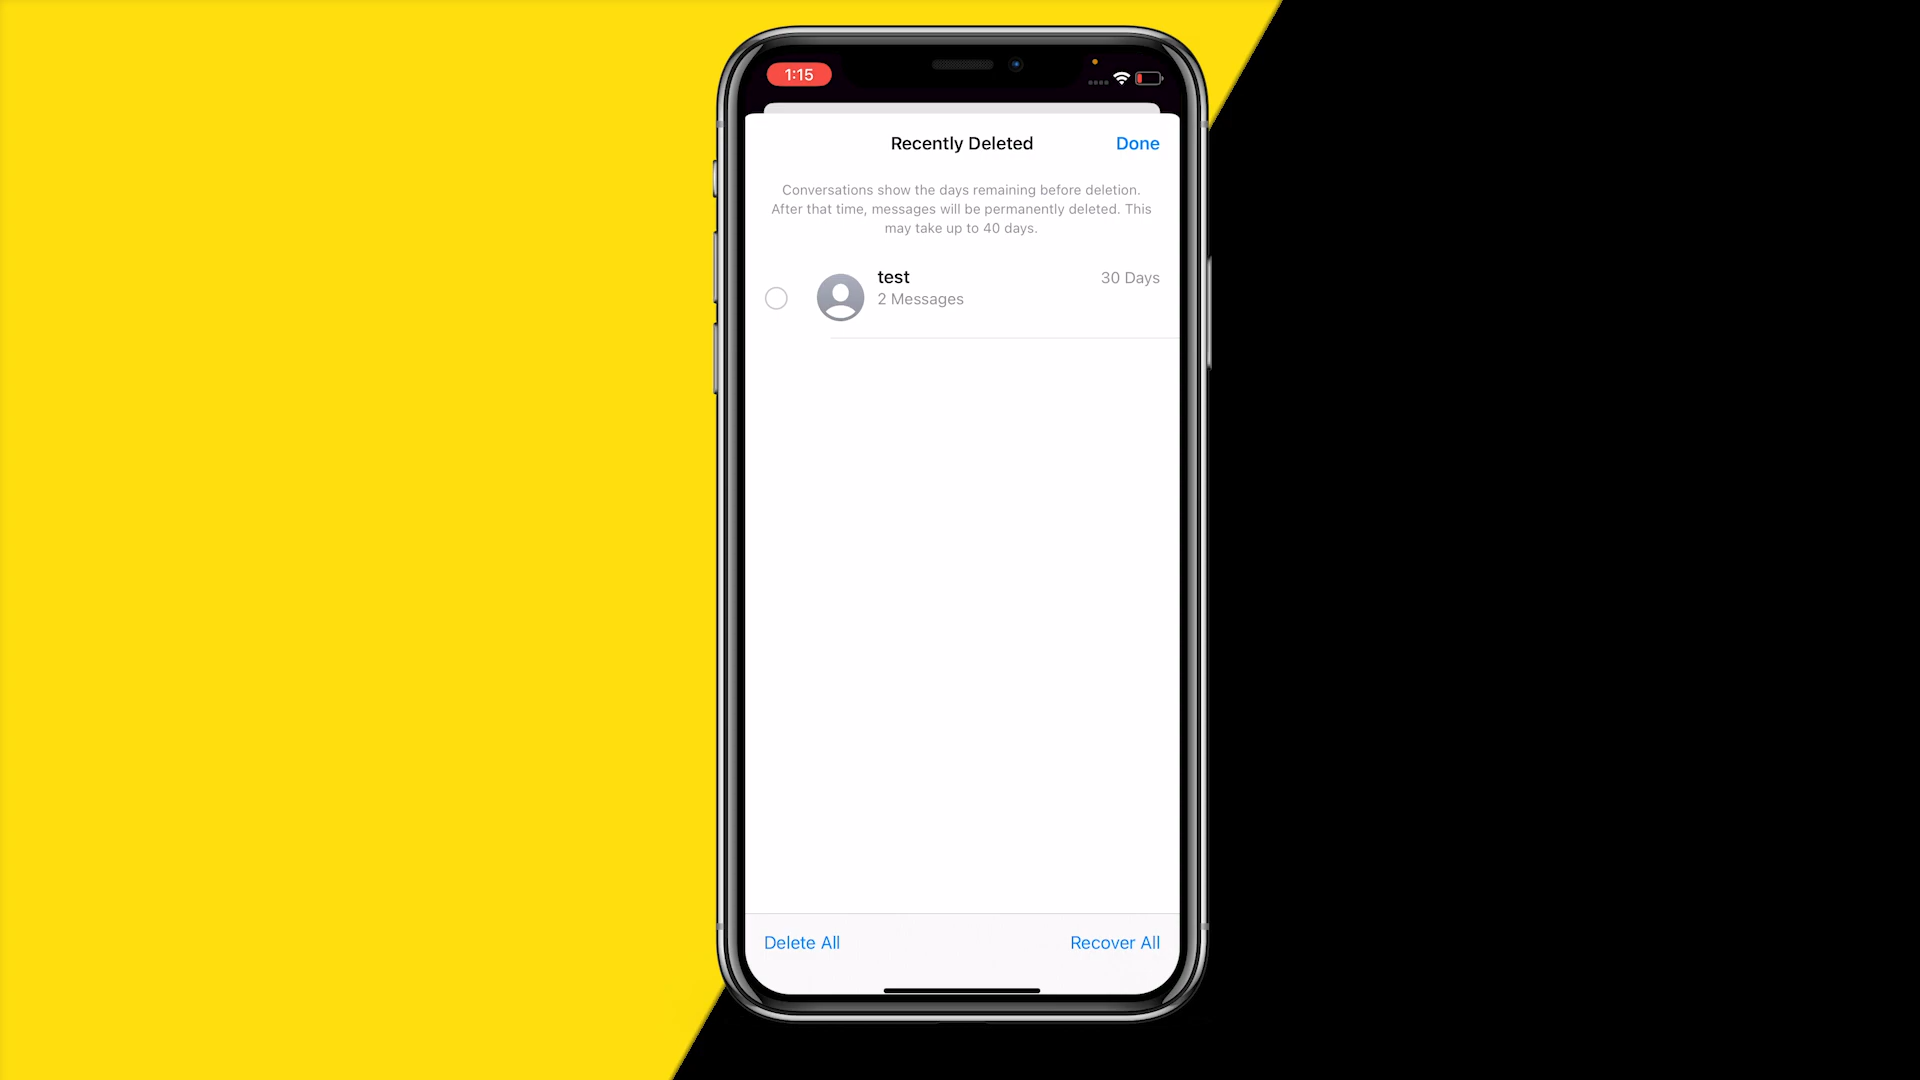 1:15
Recently Deleted
Done
Conversations show the days remaining before deletion.
After that time, messages will be permanently deleted. This
may take up to 40 days.
test
30 Days
2 Messages
Delete All
Recover All